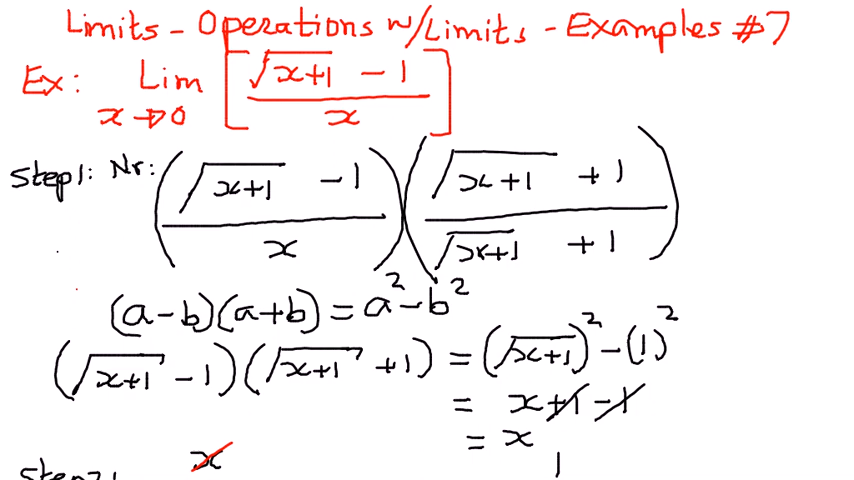 Limits - Operations w/Limits - Examples #7
Ex: Lim x→0 [(√(x+1) - 1)/x]
Step1: Nr: ((√(x+1) - 1)/x)((√(x+1) + 1)/(√(x+1) + 1))
(a-b)(a+b) = a²-b²
(√(x+1) - 1)(√(x+1) + 1) = (√(x+1))² - (1)²
= x+1-1
= x
x 1